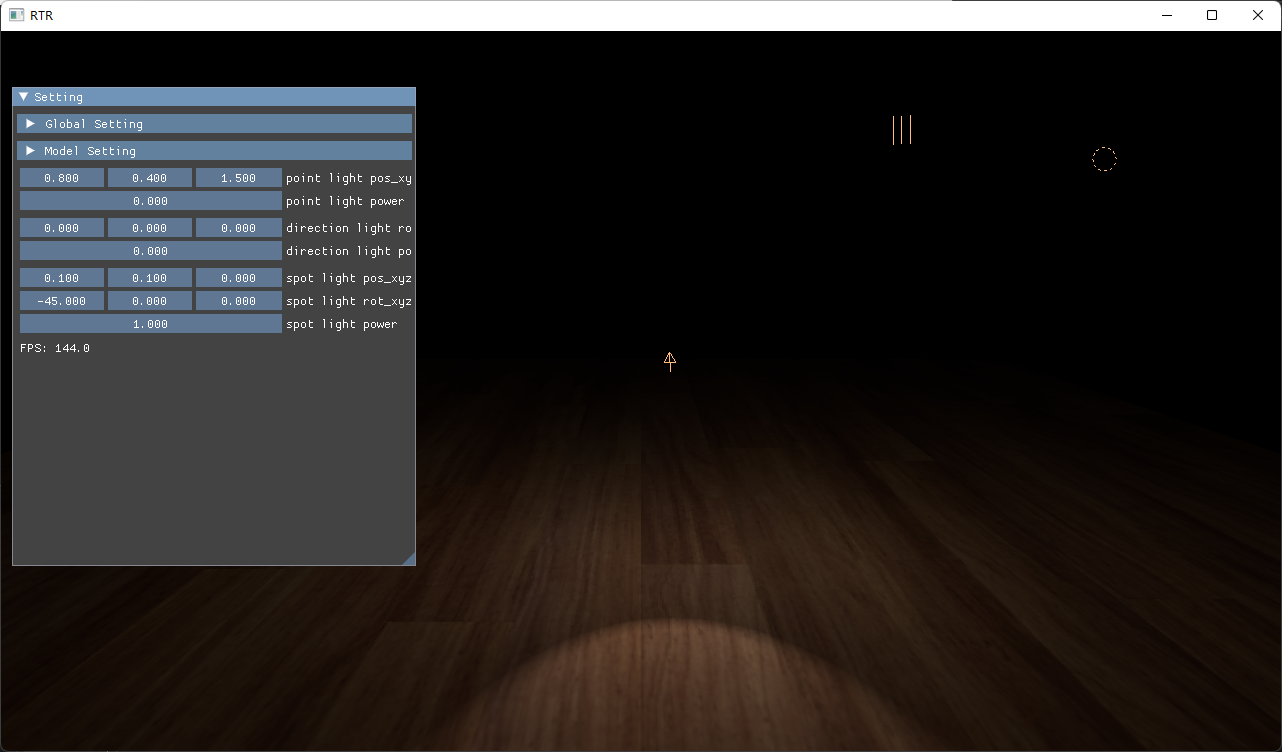 RTR
Setting
Global Setting
Model Setting
0.800 0.400 1.500 point light pos_xy
0.000 point light power
0.000 0.000 0.000 direction light ro
0.000 direction light po
0.100 0.100 0.000 spot light pos_xyz
-45.000 0.000 0.000 spot light rot_xyz
1.000 spot light power
FPS: 144.0